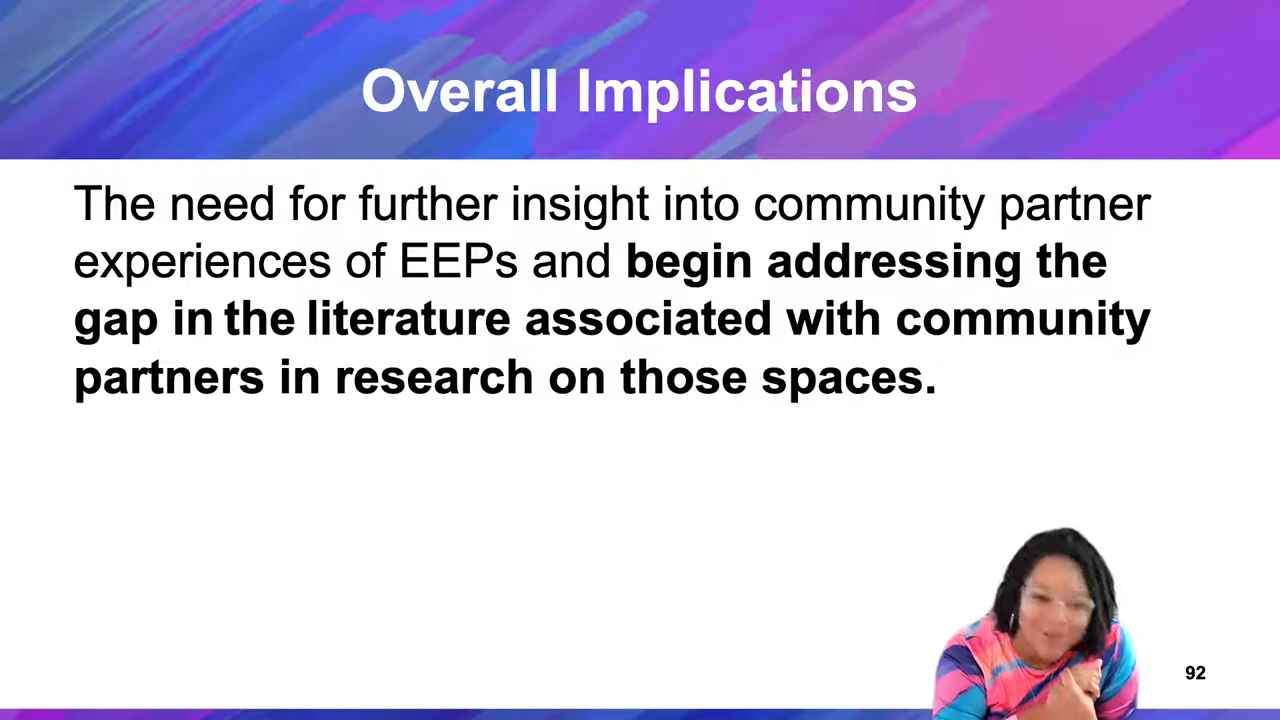 Overall Implications
The need for further insight into community partner
experiences of EEPs and begin addressing the
gap in the literature associated with community
partners in research on those spaces.
92